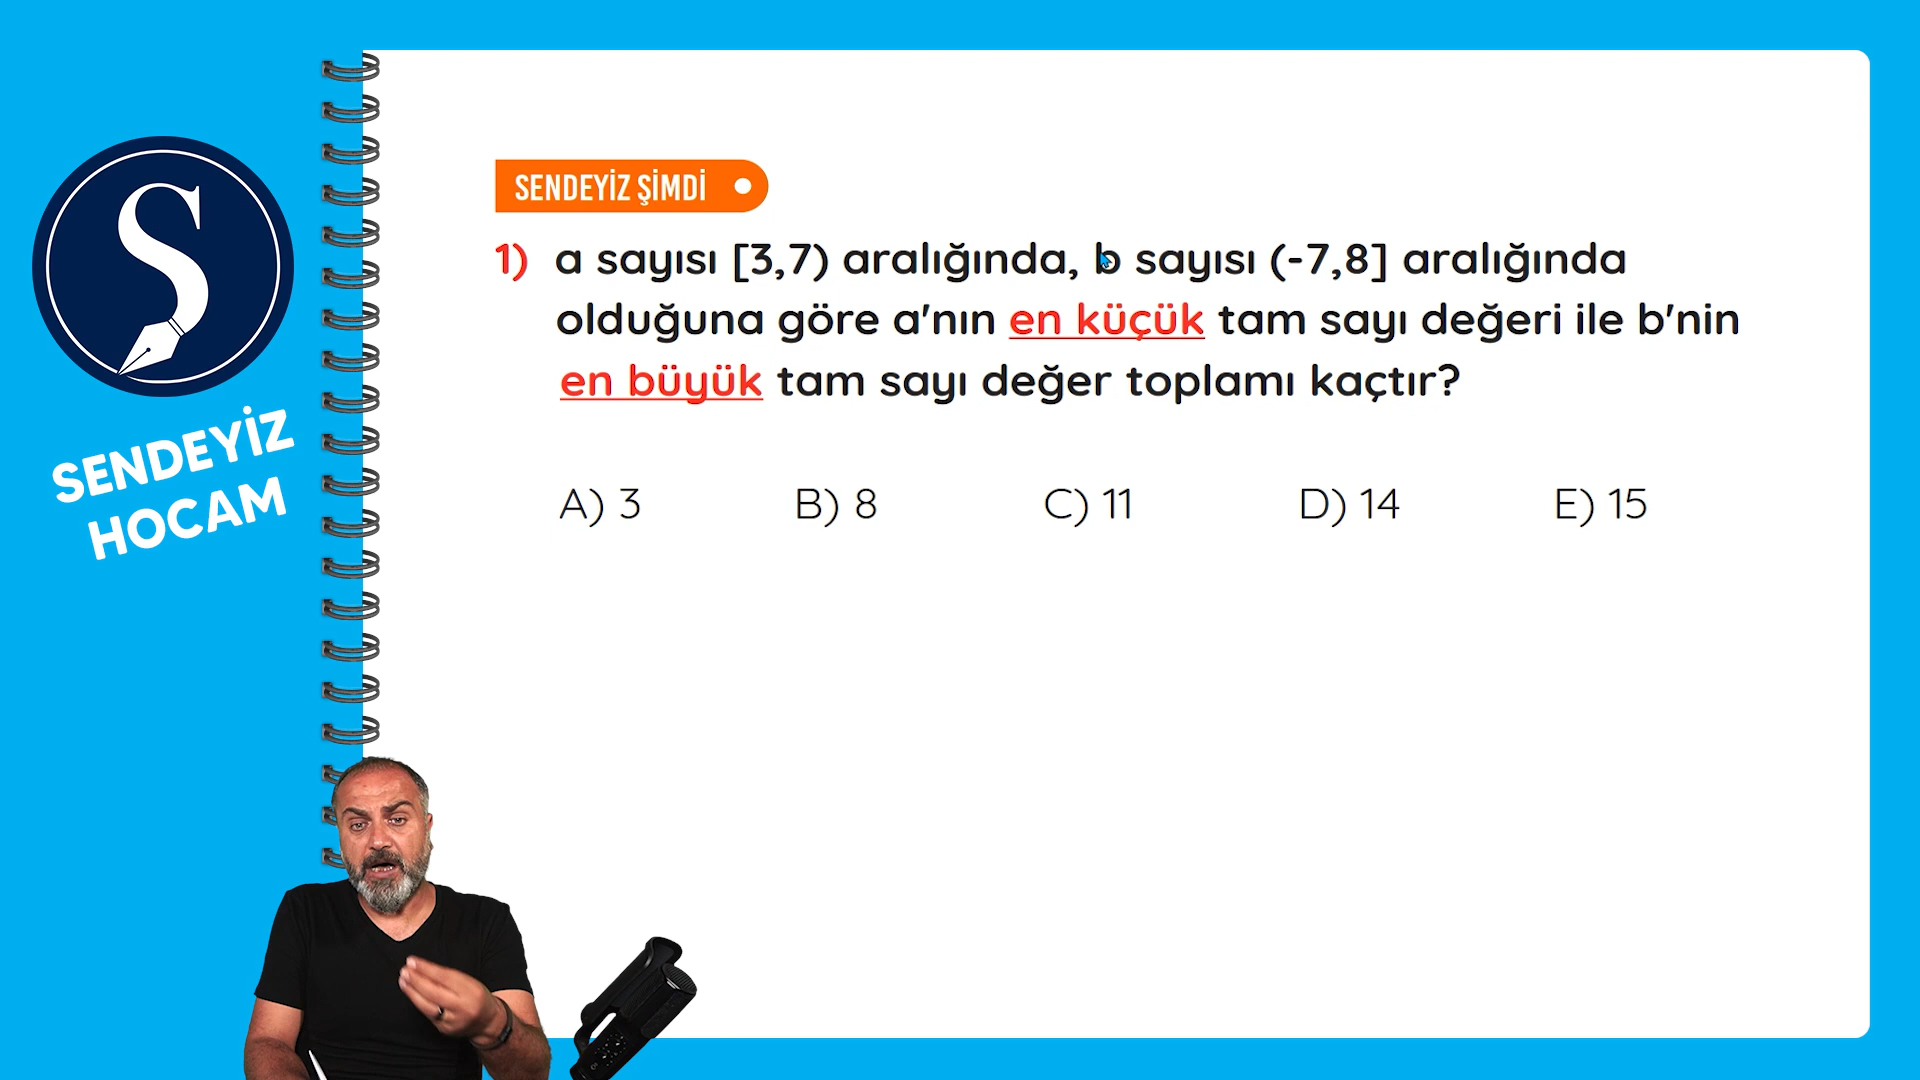 S
SENDEYİZ
HOCAM
SENDEYİZ ŞİMDİ
1) a sayısı [3,7) aralığında, b sayısı (-7,8] aralığında
olduğuna göre a'nın en küçük tam sayı değeri ile b'nin
en büyük tam sayı değer toplamı kaçtır?
A) 3 B) 8 C) 11 D) 14 E) 15